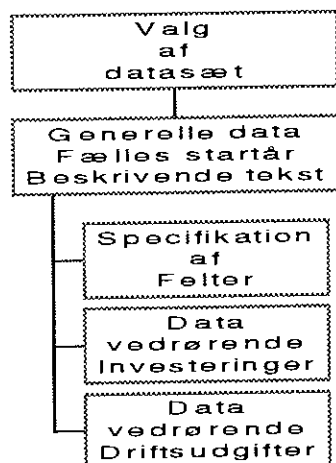 Valg
af
datasæt
Generelle data
Fælles startår
Beskrivende tekst
Specifikation
af
Felter
Data
vedrørende
Investeringer
Data
vedrørende
Driftsudgifter